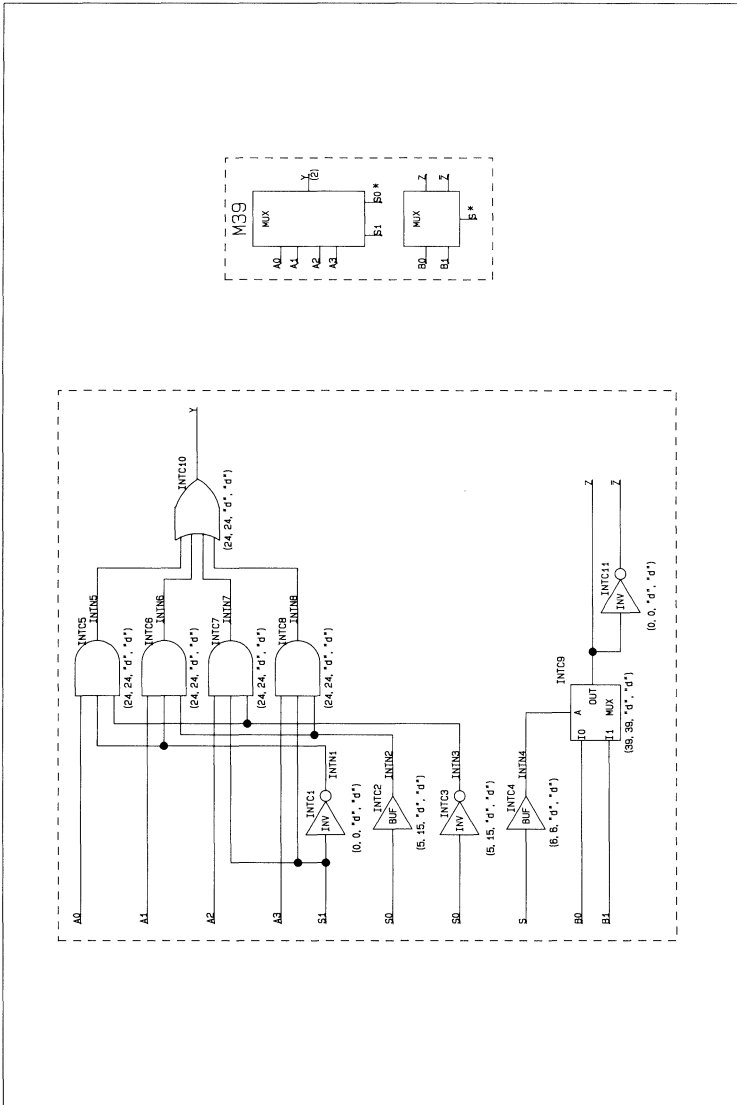 M39
MUX
A0
A1
A2
A3
Y
(2)
S1
S0*
MUX
B0
B1
Z
Z
S*
A0
A1
A2
A3
S1
S0
S0
S
B0
B1
INTC5
INTN5
(24, 24, "d", "d")
INTC6
INTN6
(24, 24, "d", "d")
INTC7
INTN7
(24, 24, "d", "d")
INTC8
INTN8
(24, 24, "d", "d")
INTC10
Y
(24, 24, "d", "d")
INTC1
INV
INTN1
(0, 0, "d", "d")
INTC2
BUF
INTN2
(5, 15, "d", "d")
INTC3
INV
INTN3
(5, 15, "d", "d")
INTC4
BUF
INTN4
(6, 6, "d", "d")
INTC9
A
I0
OUT
I1
MUX
(39, 39, "d", "d")
Z
INTC11
INV
Z
(0, 0, "d", "d")